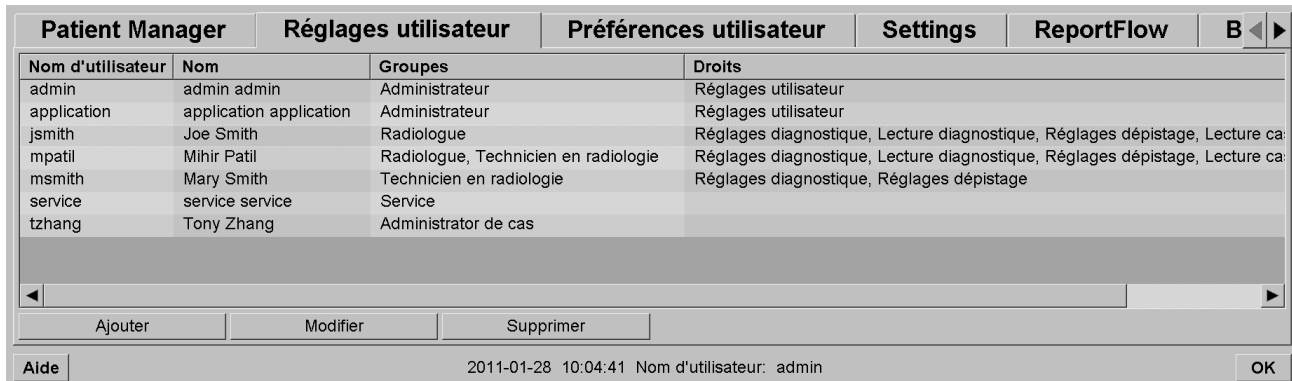 Patient Manager Réglages utilisateur Préférences utilisateur Settings ReportFlow B
Nom d'utilisateur Nom Groupes Droits
admin admin admin Administrateur Réglages utilisateur
application application application Administrateur Réglages utilisateur
jsmith Joe Smith Radiologue Réglages diagnostique, Lecture diagnostique, Réglages dépistage, Lecture ca
mpatil Mihir Patil Radiologue, Technicien en radiologie Réglages diagnostique, Lecture diagnostique, Réglages dépistage, Lecture ca
msmith Mary Smith Technicien en radiologie Réglages diagnostique, Réglages dépistage
service service service Service
tzhang Tony Zhang Administrator de cas
Ajouter Modifier Supprimer
Aide 2011-01-28 10:04:41 Nom d'utilisateur: admin OK